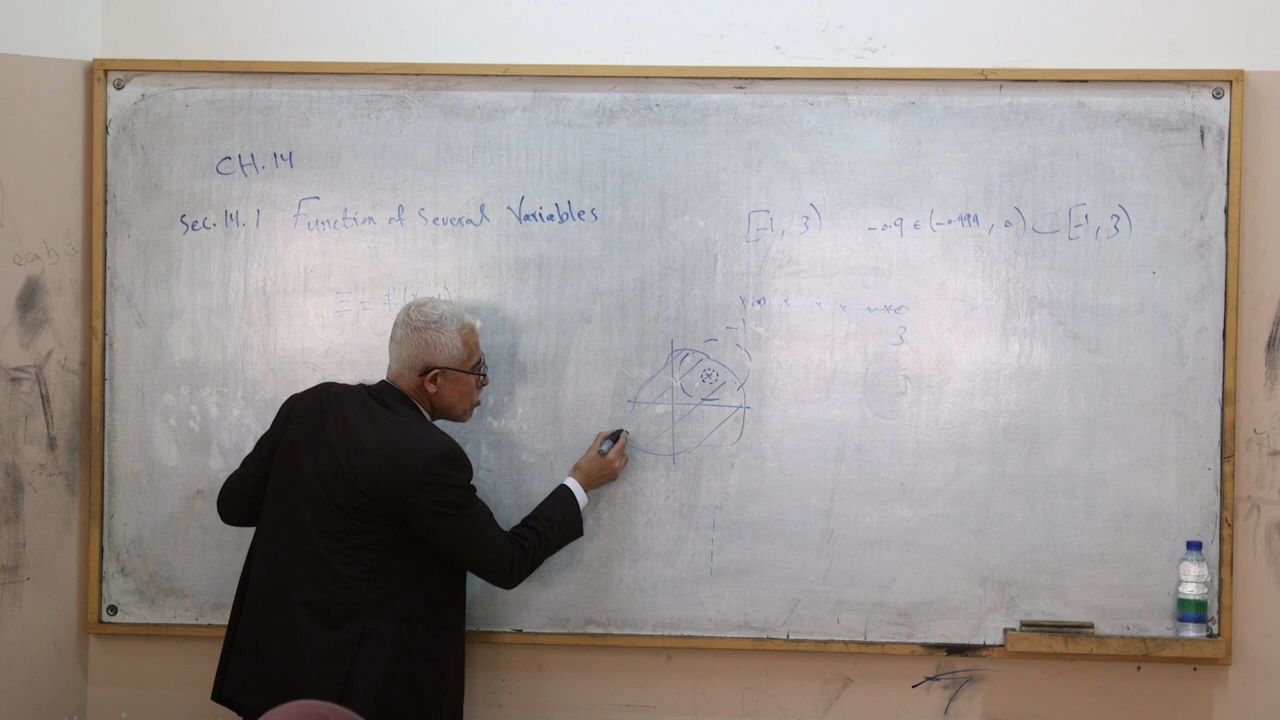 CH.14
Sec.14.1 Function of Several Variables
[-1, 3) -0.9 ∈ (-0.999, 0) ⊂ [-1, 3)
-1
3